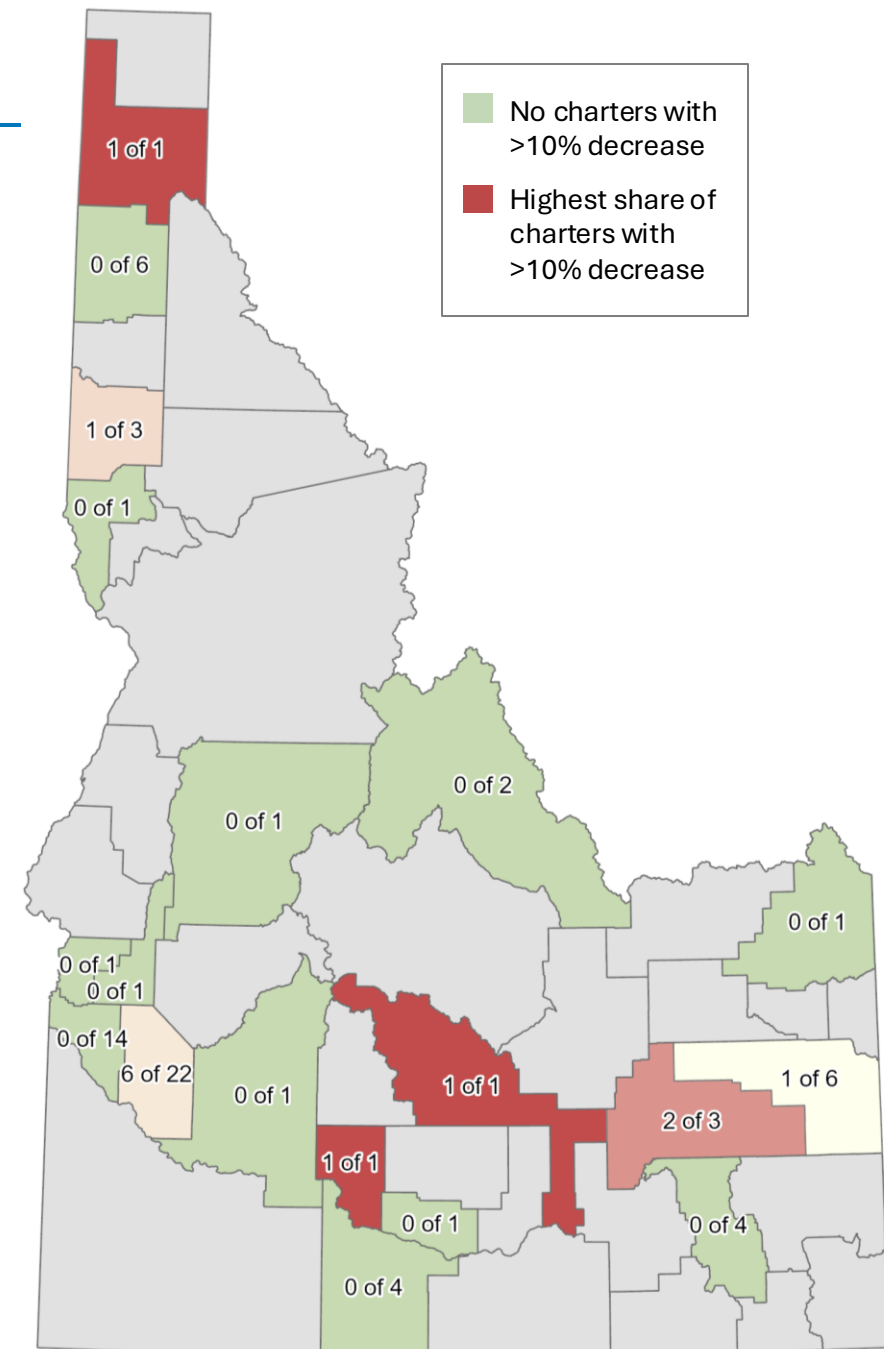 No charters with
>10% decrease
Highest share of
charters with
>10% decrease
1 of 1
0 of 6
1 of 3
0 of 1
0 of 2
0 of 1
0 of 1
0 of 1
0 of 1
0 of 14
6 of 22
0 of 1
1 of 1
1 of 6
2 of 3
1 of 1
0 of 1
0 of 4
0 of 4